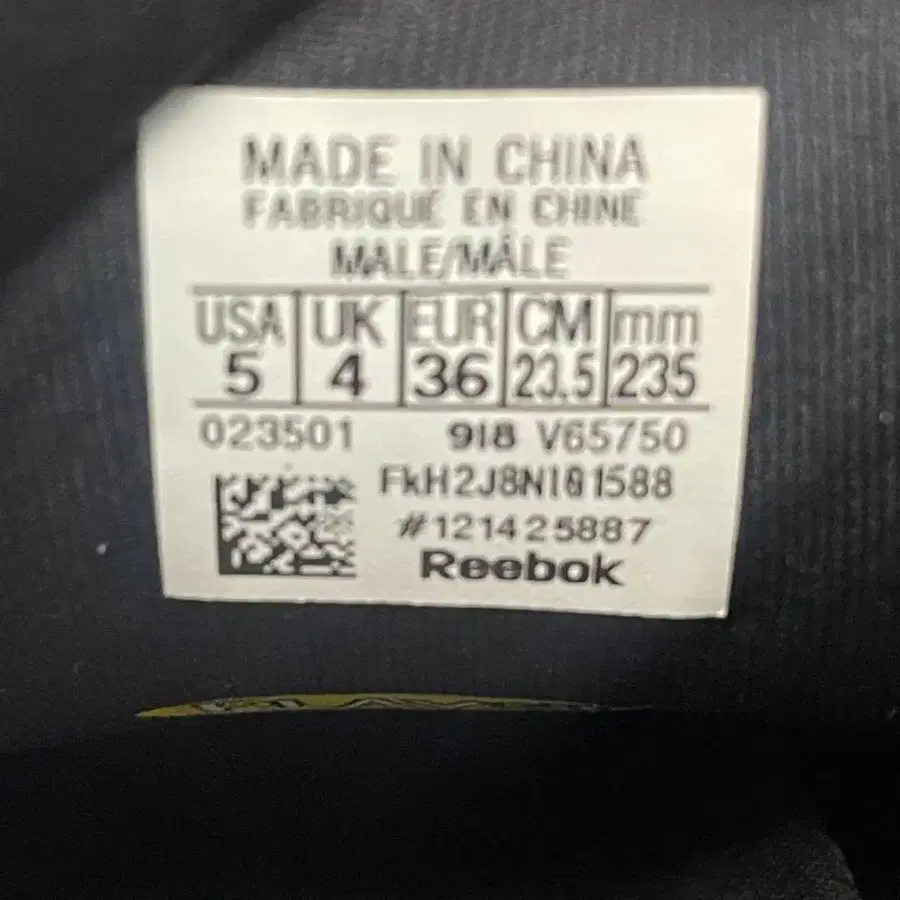 MADE IN CHINA
FABRIQUÉ EN CHINE
MALE/MÂLE
USA UK EUR CM mm
5 4 36 23.5 235
023501 918 V65750
FkH2J8N101588
#121425887
Reebok